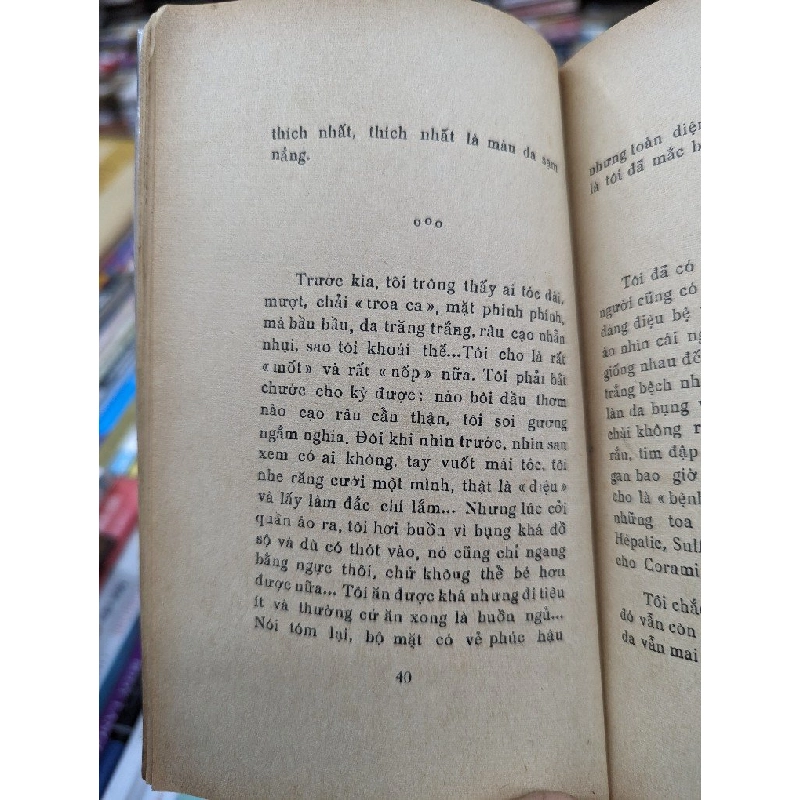 thích nhất, thích nhất là màu da sạm
nắng.
o o o
Trước kia, tôi trông thấy ai tóc dài,
mượt, chải «troa ca», mặt phinh phính,
má bầu bầu, da trăng trắng, râu cạo nhẵn
nhụi, sao tôi khoái thế...Tôi cho là rất
«mốt» và rất «nốp» nữa. Tôi phải bắt
chước cho kỳ được; nào bôi dầu thơm
nào cạo râu cẩn thận, tôi soi gương
ngắm nghía. Đôi khi nhìn trước, nhìn sau
xem có ai không, tay vuốt mái tóc, tôi
nhe răng cười một mình, thật là «diệu»
và lấy làm đắc chí lắm... Nhưng lúc cởi
quần áo ra, tôi hơi buồn vì bụng khá đồ
sộ và dù có thót vào, nó cũng chỉ ngang
bằng ngực thôi, chứ không thể bé hơn
được nữa... Tôi ăn được khá nhưng đi tiêu
ít và thường cứ ăn xong là buồn ngủ...
Nói tóm lại, bộ mặt có vẻ phúc hậu
40
nhưng toàn diện
là tôi đã mắc b
Tôi đã có
người cũng có
dáng điệu bệ
áo nhìn cái ng
giống nhau đế
trắng bệch nh
làn da bụng v
chài không r
rầu, tim đập
gan bao giờ
cho là «bệnh
những toa
Hépatic, Sulf
cho Corami
Tôi chắc
đó vẫn còn
da vẫn mai